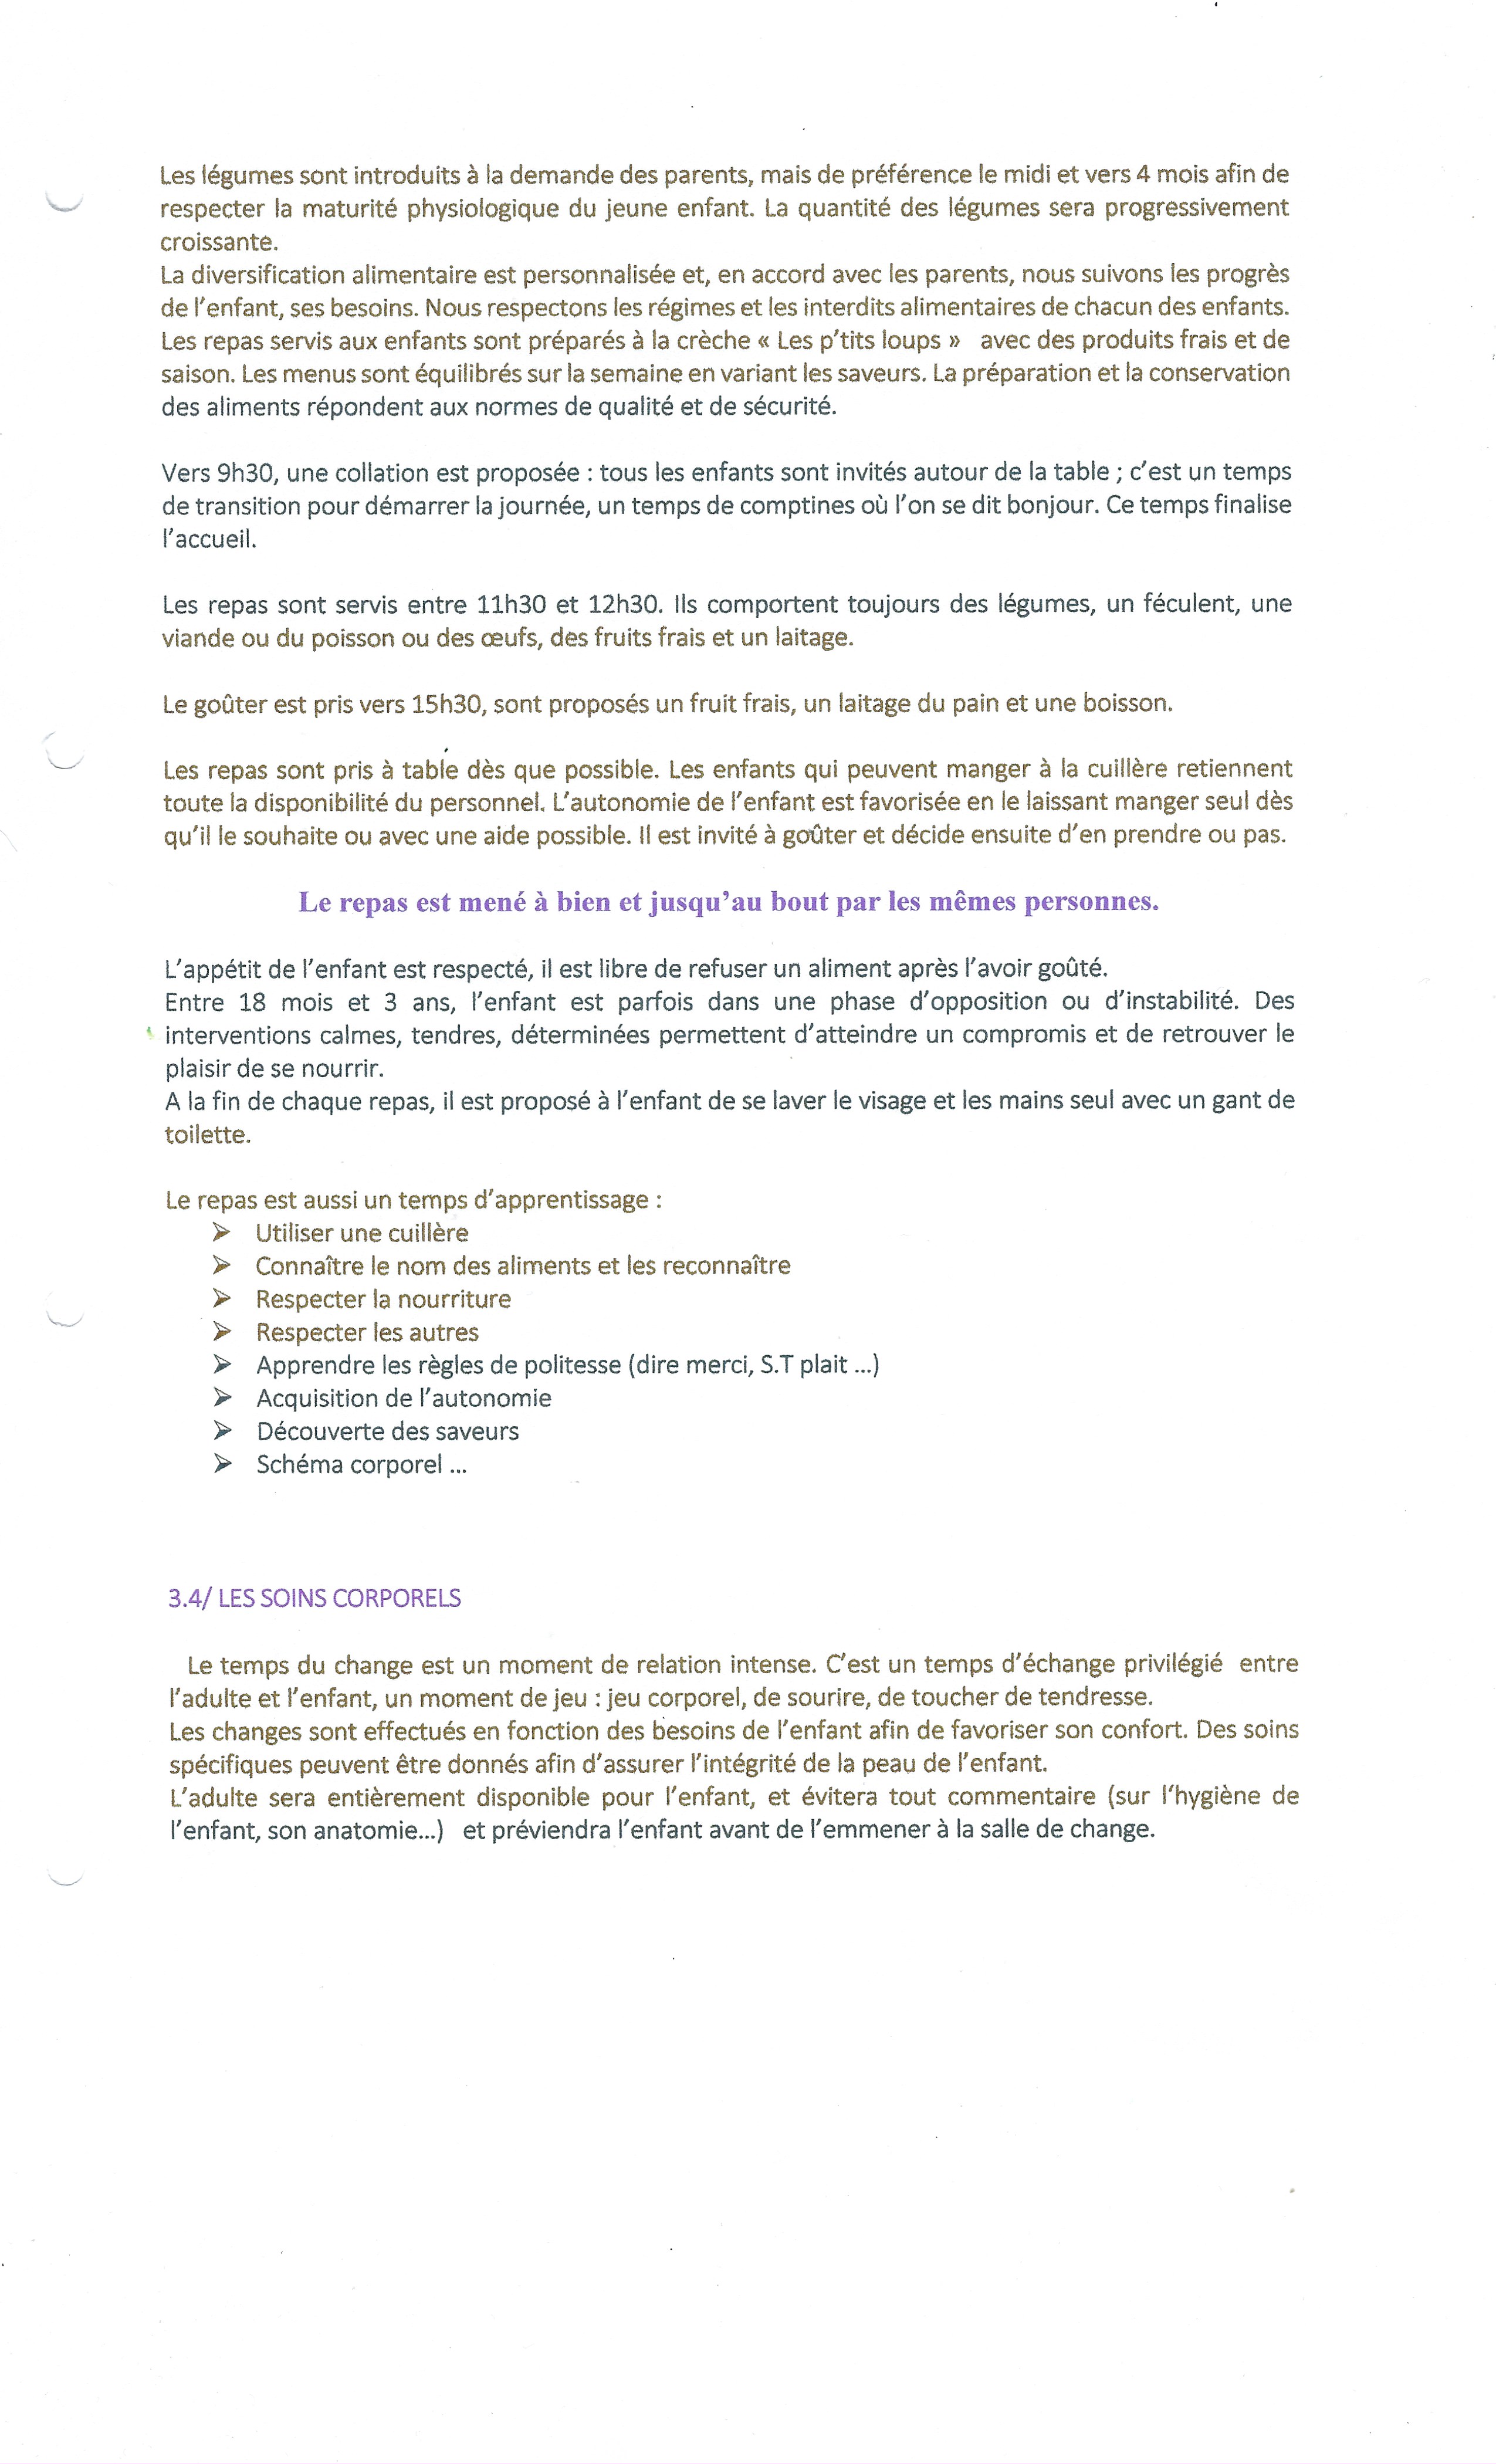 Les légumes sont introduits à la demande des parents, mais de préférence le midi et vers 4 mois afin de
respecter la maturité physiologique du jeune enfant. La quantité des légumes sera progressivement
croissante.
La diversification alimentaire est personnalisée et, en accord avec les parents, nous suivons les progrès
de l'enfant, ses besoins. Nous respectons les régimes et les interdits alimentaires de chacun des enfants.
Les repas servis aux enfants sont préparés à la crèche « Les p'tits loups »   avec des produits frais et de
saison. Les menus sont équilibrés sur la semaine en variant les saveurs. La préparation et la conservation
des aliments répondent aux normes de qualité et de sécurité.
Vers 9h30, une collation est proposée : tous les enfants sont invités autour de la table ; c'est un temps
de transition pour démarrer la journée, un temps de comptines où l'on se dit bonjour. Ce temps finalise
l'accueil.
Les repas sont servis entre 11h30 et 12h30. Ils comportent toujours des légumes, un féculent, une
viande ou du poisson ou des œufs, des fruits frais et un laitage.
Le goûter est pris vers 15h30, sont proposés un fruit frais, un laitage du pain et une boisson.
Les repas sont pris à table dès que possible. Les enfants qui peuvent manger à la cuillère retiennent
toute la disponibilité du personnel. L'autonomie de l'enfant est favorisée en le laissant manger seul dès
qu'il le souhaite ou avec une aide possible. Il est invité à goûter et décide ensuite d'en prendre ou pas.
Le repas est mené à bien et jusqu'au bout par les mêmes personnes.
L'appétit de l'enfant est respecté, il est libre de refuser un aliment après l'avoir goûté.
Entre 18 mois et 3 ans, l'enfant est parfois dans une phase d'opposition ou d'instabilité. Des
interventions calmes, tendres, déterminées permettent d'atteindre un compromis et de retrouver le
plaisir de se nourrir.
A la fin de chaque repas, il est proposé à l'enfant de se laver le visage et les mains seul avec un gant de
toilette.
Le repas est aussi un temps d'apprentissage :
➢ Utiliser une cuillère
➢ Connaître le nom des aliments et les reconnaître
➢ Respecter la nourriture
➢ Respecter les autres
➢ Apprendre les règles de politesse (dire merci, S.T plait ...)
➢ Acquisition de l'autonomie
➢ Découverte des saveurs
➢ Schéma corporel ...
3.4/ LES SOINS CORPORELS
Le temps du change est un moment de relation intense. C'est un temps d'échange privilégié  entre
l'adulte et l'enfant, un moment de jeu : jeu corporel, de sourire, de toucher de tendresse.
Les changes sont effectués en fonction des besoins de l'enfant afin de favoriser son confort. Des soins
spécifiques peuvent être donnés afin d'assurer l'intégrité de la peau de l'enfant.
L'adulte sera entièrement disponible pour l'enfant, et évitera tout commentaire (sur l'hygiène de
l'enfant, son anatomie...)   et préviendra l'enfant avant de l'emmener à la salle de change.